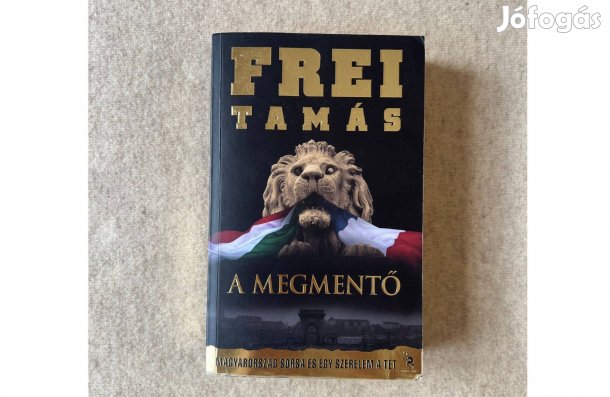 Jófogás
FREI
TAMÁS
A MEGMENTŐ
MAGYARORSZÁG SORSA ÉS EGY SZERELEM A TÉT